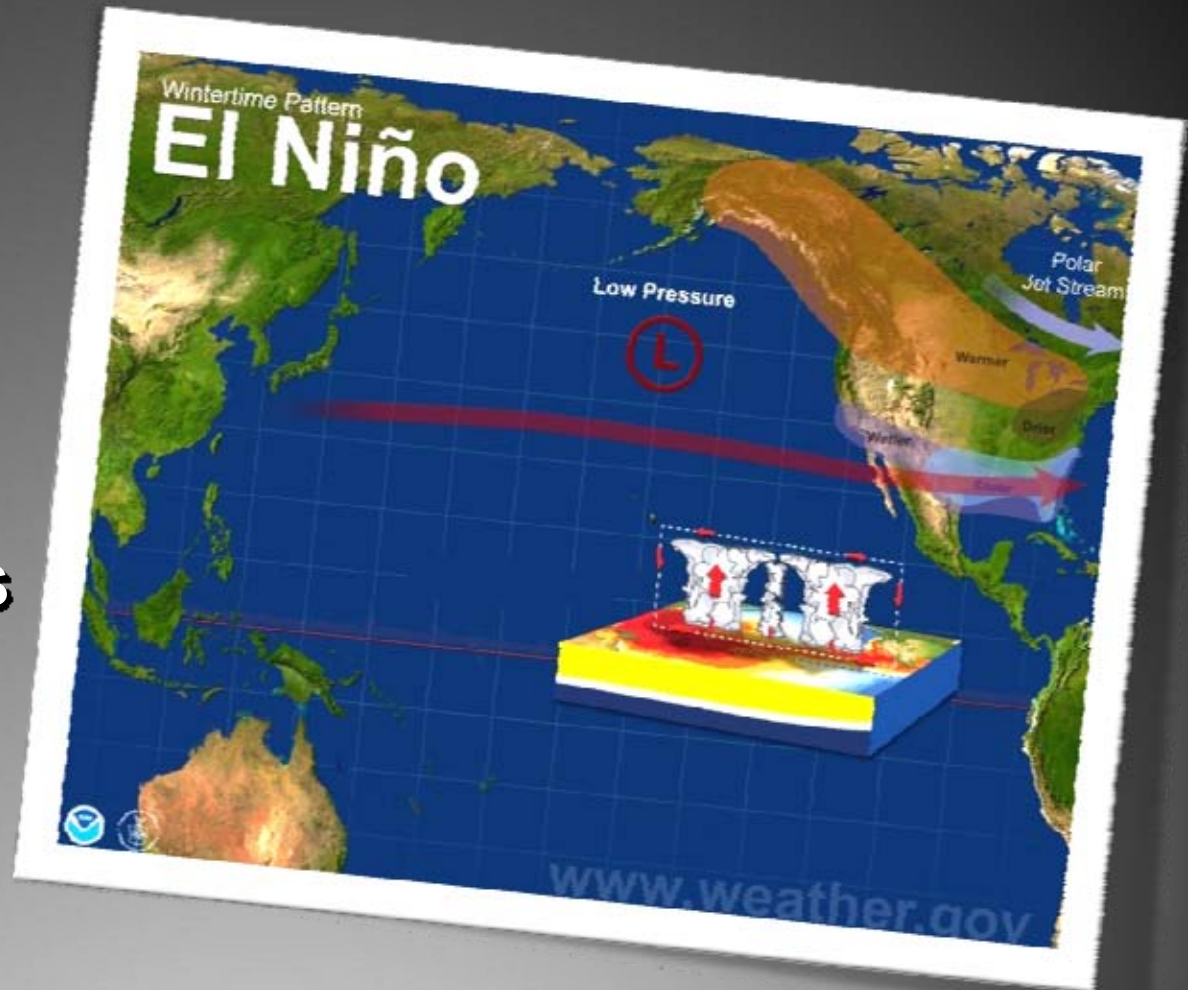 Wintertime Pattern
El Niño
Polar
Jet Stream
Low Pressure
L
Warmer
Drier
Wetter
www.weather.gov